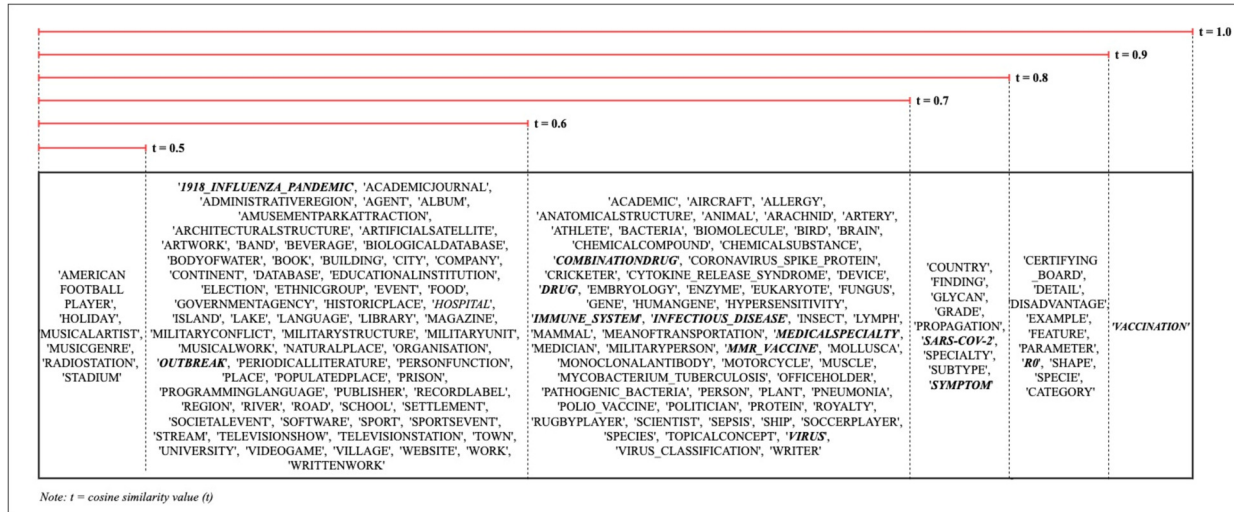 t = 1.0
t = 0.9
t = 0.8
t = 0.7
t = 0.6
t = 0.5
'AMERICAN
FOOTBALL
PLAYER',
'HOLIDAY',
'MUSICALARTIST',
'MUSICGENRE',
'RADIOSTATION',
'STADIUM'
'1918_INFLUENZA_PANDEMIC', 'ACADEMICJOURNAL',
'ADMINISTRATIVEREGION', 'AGENT', 'ALBUM',
'AMUSEMENTPARKATTRACTION',
'ARCHITECTURALSTRUCTURE', 'ARTIFICIALSATELLITE',
'ARTWORK', 'BAND', 'BEVERAGE', 'BIOLOGICALDATABASE',
'BODYOFWATER', 'BOOK', 'BUILDING', 'CITY', 'COMPANY',
'CONTINENT', 'DATABASE', 'EDUCATIONALINSTITUTION',
'ELECTION', 'ETHNICGROUP', 'EVENT', 'FOOD',
'GOVERNMENTAGENCY', 'HISTORICPLACE', 'HOSPITAL',
'ISLAND', 'LAKE', 'LANGUAGE', 'LIBRARY', 'MAGAZINE',
'MILITARYCONFLICT', 'MILITARYSTRUCTURE', 'MILITARYUNIT',
'MUSICALWORK', 'NATURALPLACE', 'ORGANISATION',
'OUTBREAK', 'PERIODICALLITERATURE', 'PERSONFUNCTION',
'PLACE', 'POPULATEDPLACE', 'PRISON',
'PROGRAMMINGLANGUAGE', 'PUBLISHER', 'RECORDLABEL',
'REGION', 'RIVER', 'ROAD', 'SCHOOL', 'SETTLEMENT',
'SOCIETALEVENT', 'SOFTWARE', 'SPORT', 'SPORTSEVENT',
'STREAM', 'TELEVISIONSHOW', 'TELEVISIONSTATION', 'TOWN',
'UNIVERSITY', 'VIDEOGAME', 'VILLAGE', 'WEBSITE', 'WORK',
'WRITTENWORK'
'ACADEMIC', 'AIRCRAFT', 'ALLERGY',
'ANATOMICALSTRUCTURE', 'ANIMAL', 'ARACHNID', 'ARTERY',
'ATHLETE', 'BACTERIA', 'BIOMOLECULE', 'BIRD', 'BRAIN',
'CHEMICALCOMPOUND', 'CHEMICALSUBSTANCE',
'COMBINATIONDRUG', 'CORONAVIRUS_SPIKE_PROTEIN',
'CRICKETER', 'CYTOKINE_RELEASE_SYNDROME', 'DEVICE',
'DRUG', 'EMBRYOLOGY', 'ENZYME', 'EUKARYOTE', 'FUNGUS',
'GENE', 'HUMANGENE', 'HYPERSENSITIVITY',
'IMMUNE_SYSTEM', 'INFECTIOUS_DISEASE', 'INSECT', 'LYMPH',
'MAMMAL', 'MEANOFTRANSPORTATION', 'MEDICALSPECIALTY',
'MEDICIAN', 'MILITARYPERSON', 'MMR_VACCINE', 'MOLLUSCA',
'MONOCLONALANTIBODY', 'MOTORCYCLE', 'MUSCLE',
'MYCOBACTERIUM_TUBERCULOSIS', 'OFFICEHOLDER',
'PATHOGENIC_BACTERIA', 'PERSON', 'PLANT', 'PNEUMONIA',
'POLIO_VACCINE', 'POLITICIAN', 'PROTEIN', 'ROYALTY',
'RUGBYPLAYER', 'SCIENTIST', 'SEPSIS', 'SHIP', 'SOCCERPLAYER',
'SPECIES', 'TOPICALCONCEPT', 'VIRUS',
'VIRUS_CLASSIFICATION', 'WRITER'
'COUNTRY',
'FINDING',
'GLYCAN',
'GRADE',
'PROPAGATION',
'SARS-COV-2',
'SPECIALTY',
'SUBTYPE',
'SYMPTOM'
'CERTIFYING_
BOARD',
'DETAIL',
'DISADVANTAGE'
'EXAMPLE',
'FEATURE',
'PARAMETER',
'R0', 'SHAPE',
'SPECIE',
'CATEGORY'
'VACCINATION'
Note: t = cosine similarity value (t)